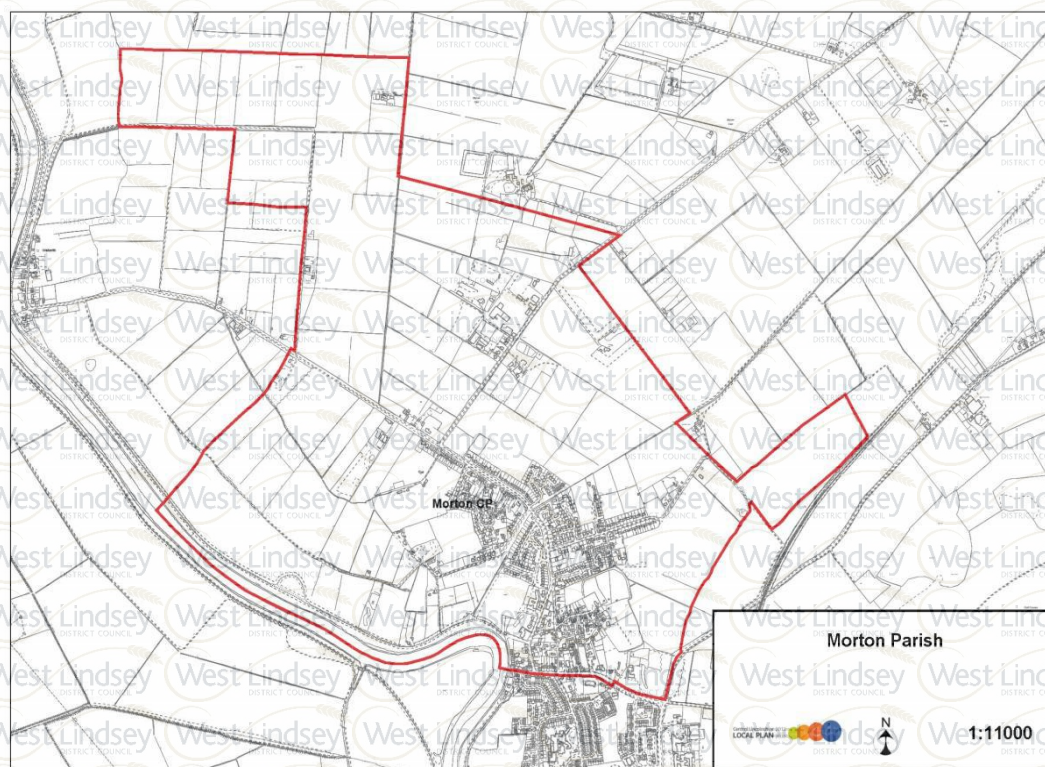 West Lindsey
DISTRICT COUNCIL
Morton CP
Morton Parish
LOCAL PLAN
N
1:11000